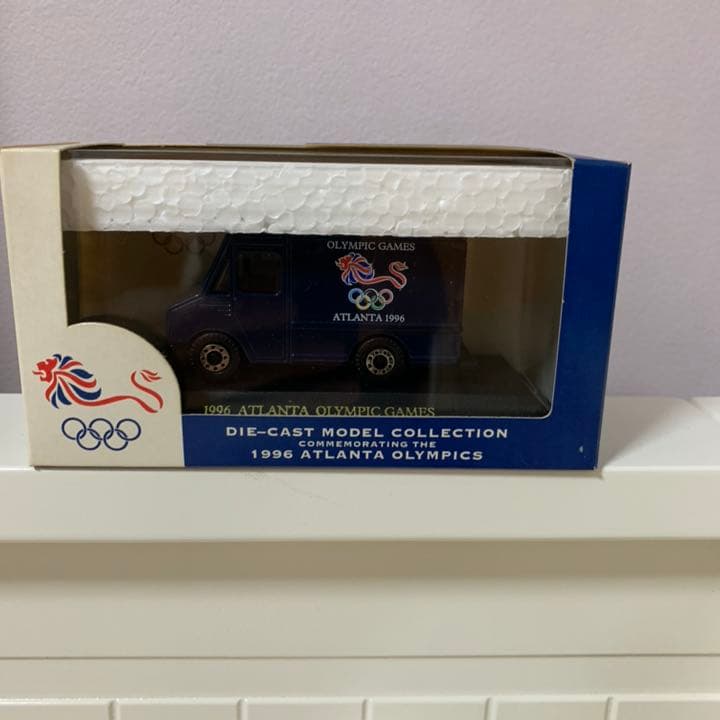 OLYMPIC GAMES
ATLANTA 1996
1996 ATLANTA OLYMPIC GAMES
DIE-CAST MODEL COLLECTION
COMMEMORATING THE
1996 ATLANTA OLYMPICS